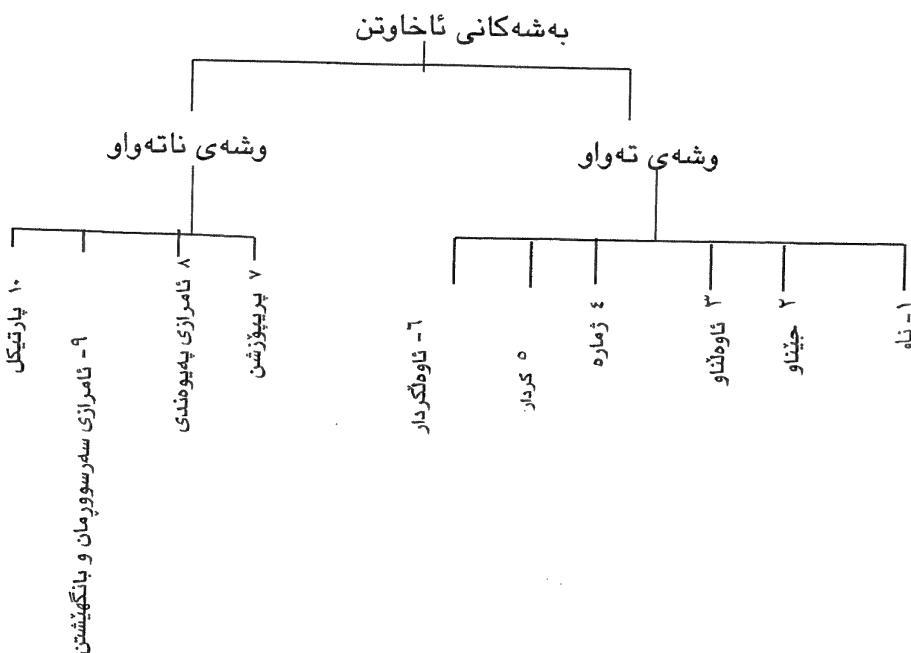 بەشەکانی ئاخاوتن
وشەی تەواو
وشەی ناتەواو
١ - ناو
٢ جێناو
٣ ئاوەڵناو
٤ ژمارە
٥ کردار
٦ - ئاوەڵکردار
٧ پریپۆزشن
٨ ئامرازی پەیوەندی
٩ - ئامرازی سەرسوورمان و بانگهێشتن
١٠ پارتیکل